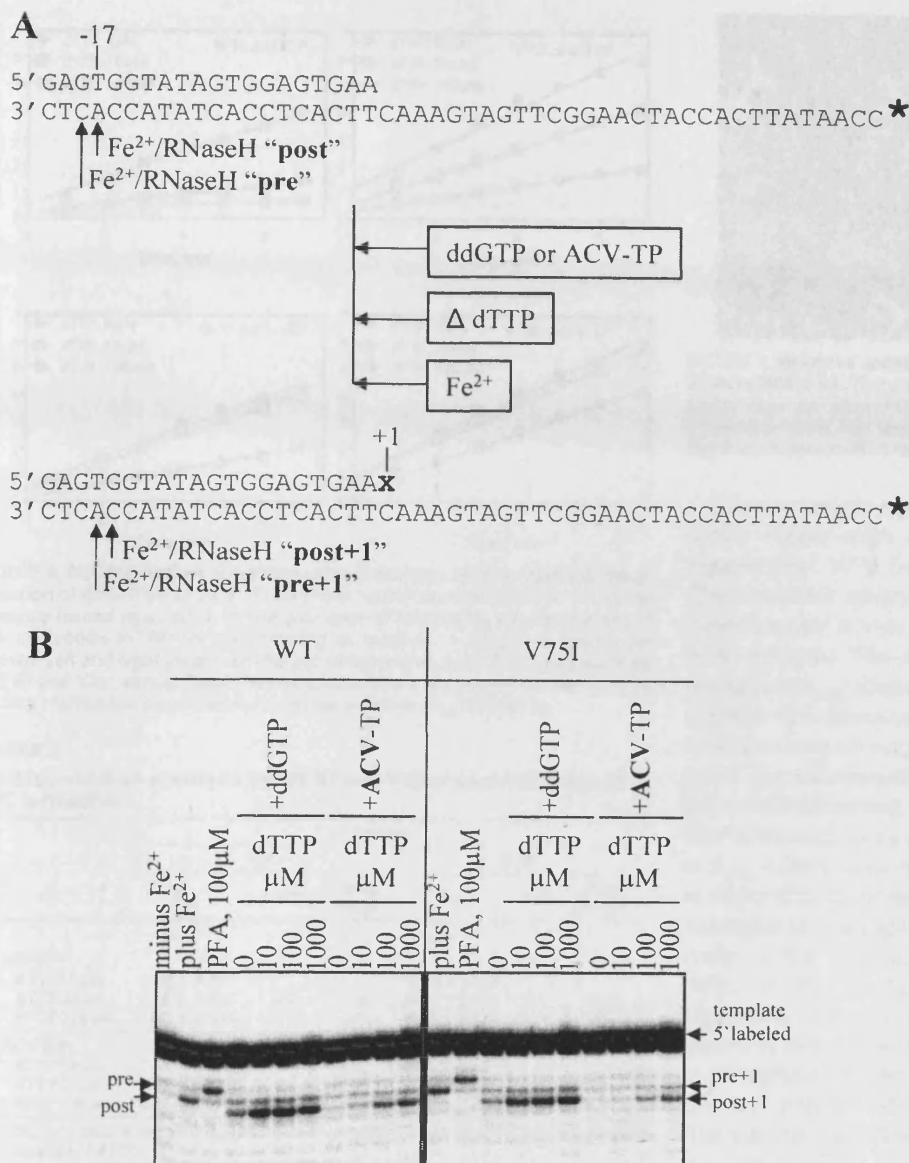 A
-17
5′GAGTGGTATAGTGGAGTGAA
3′CTCACCATATCACCTCACTTCAAAGTAGTTCGGAACTACCACTTATAACC*
Fe²⁺/RNaseH “post”
Fe²⁺/RNaseH “pre”
ddGTP or ACV-TP
Δ dTTP
Fe²⁺
+1
5′GAGTGGTATAGTGGAGTGAAx
3′CTCACCATATCACCTCACTTCAAAGTAGTTCGGAACTACCACTTATAACC*
Fe²⁺/RNaseH “post+1”
Fe²⁺/RNaseH “pre+1”
B
WT
V75I
minus Fe²⁺
plus Fe²⁺
PFA, 100μM
+ddGTP
dTTP
μM
0
10
100
1000
+ACV-TP
dTTP
μM
0
10
100
1000
plus Fe²⁺
PFA, 100μM
+ddGTP
dTTP
μM
0
10
100
1000
+ACV-TP
dTTP
μM
0
10
100
1000
template
5`labeled
pre
post
pre+1
post+1